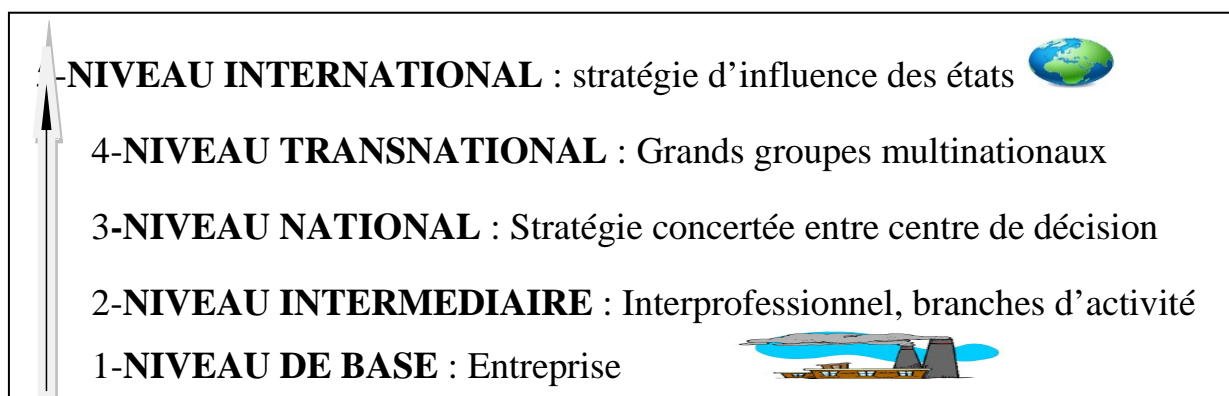 -NIVEAU INTERNATIONAL : stratégie d’influence des états
4-NIVEAU TRANSNATIONAL : Grands groupes multinationaux
3-NIVEAU NATIONAL : Stratégie concertée entre centre de décision
2-NIVEAU INTERMEDIAIRE : Interprofessionnel, branches d’activité
1-NIVEAU DE BASE : Entreprise